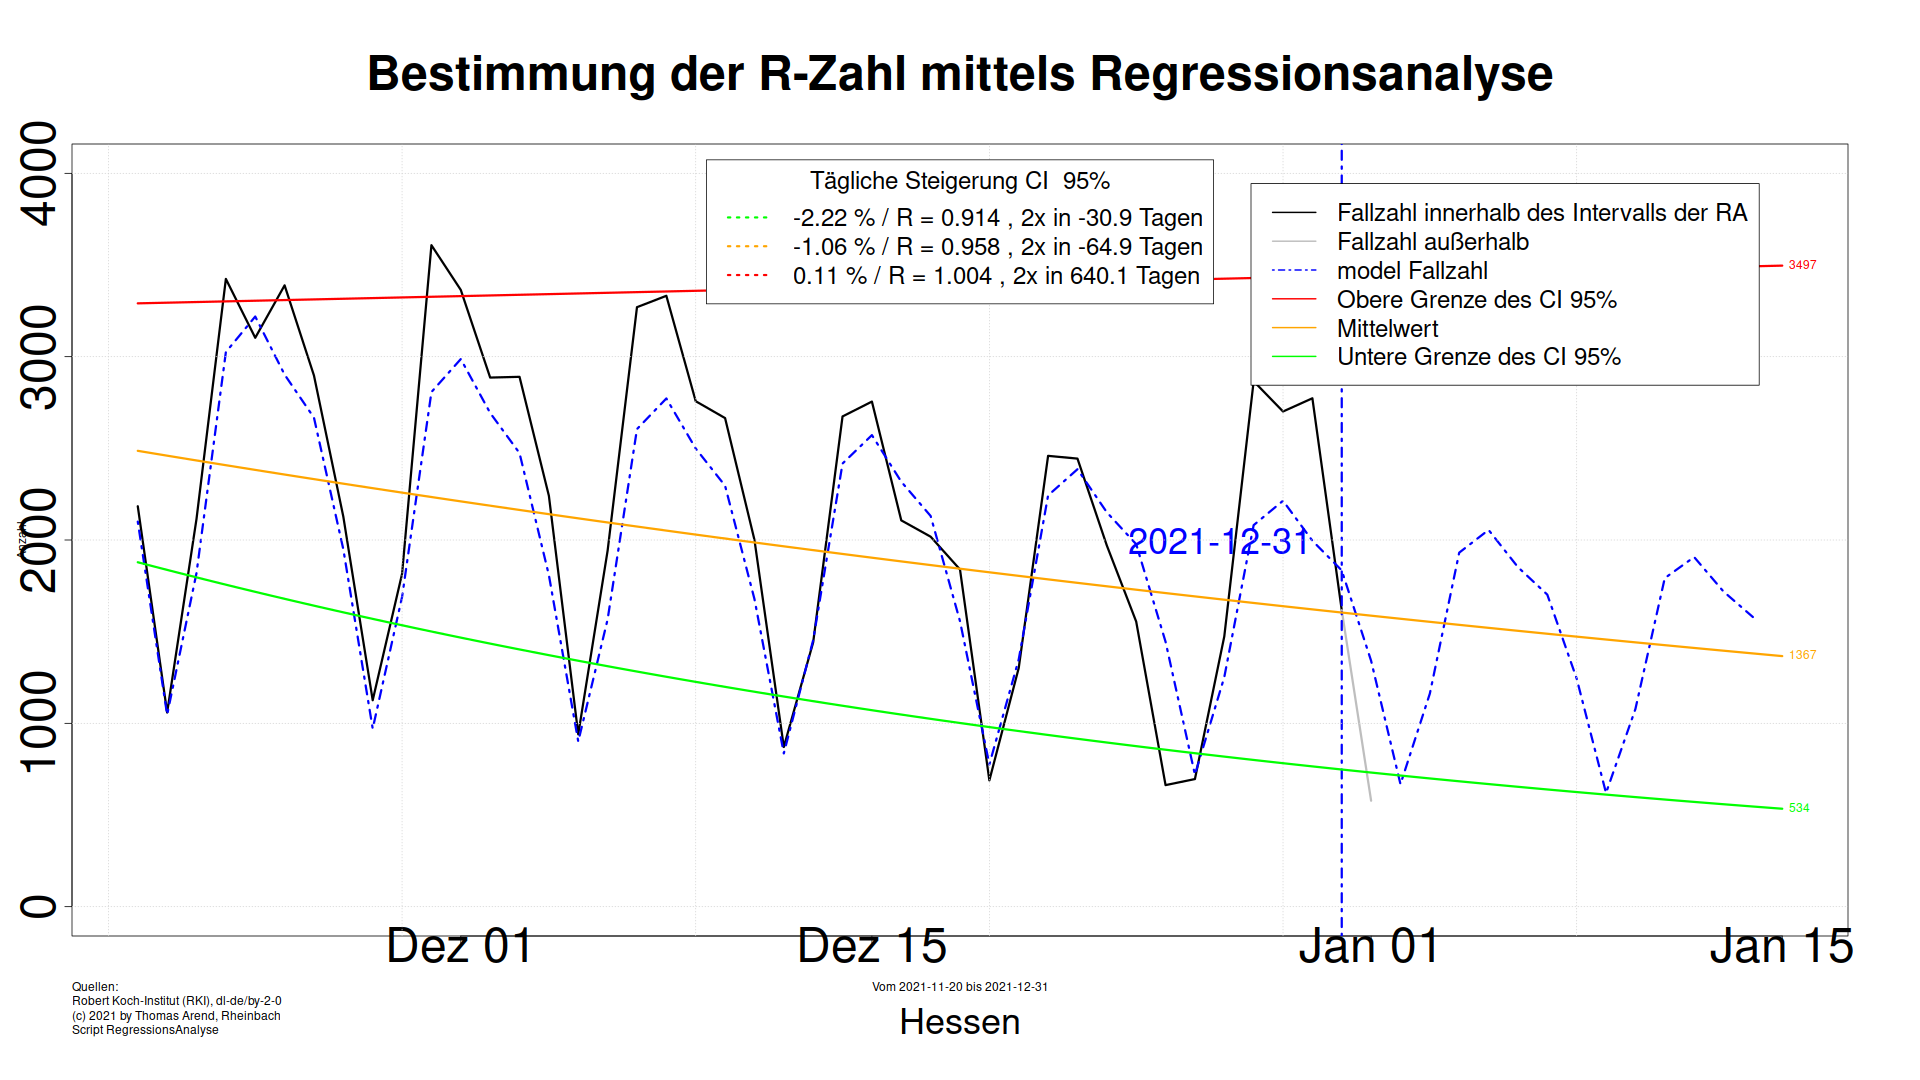 Bestimmung der R-Zahl mittels Regressionsanalyse
4000
3000
2000
1000
0
Anzahl
Tägliche Steigerung CI  95%
-2.22 % / R = 0.914 , 2x in -30.9 Tagen
-1.06 % / R = 0.958 , 2x in -64.9 Tagen
0.11 % / R = 1.004 , 2x in 640.1 Tagen
Fallzahl innerhalb des Intervalls der RA
Fallzahl außerhalb
model Fallzahl
Obere Grenze des CI 95%
Mittelwert
Untere Grenze des CI 95%
3497
2021-12-31
1367
534
Dez 01
Dez 15
Jan 01
Jan 15
Quellen:
Robert Koch-Institut (RKI), dl-de/by-2-0
(c) 2021 by Thomas Arend, Rheinbach
Script RegressionsAnalyse
Vom 2021-11-20 bis 2021-12-31
Hessen